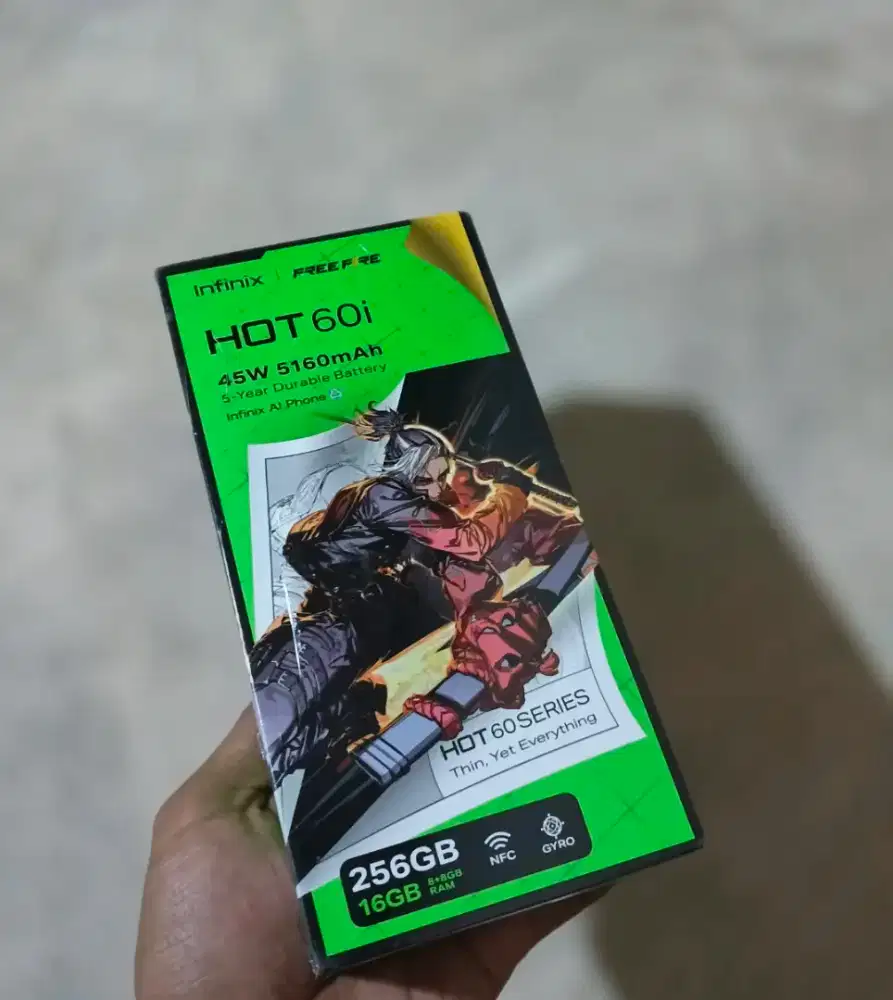 Infinix | FREE FIRE
HOT 60i
45W 5160mAh
5-Year Durable Battery
Infinix AI Phone
HOT 60 SERIES
Thin, Yet Everything
256GB
16GB 8+8GB RAM
NFC
GYRO